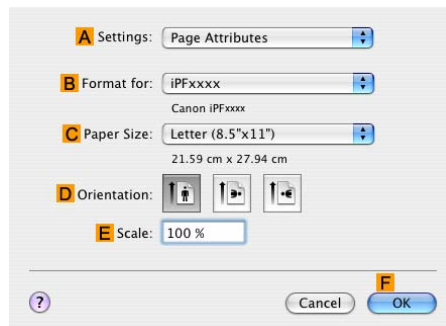 A Settings: Page Attributes
B Format for: iPFxxxx
Canon iPFxxxx
C Paper Size: Letter (8.5"x11")
21.59 cm x 27.94 cm
D Orientation:
E Scale: 100 %
F
? Cancel OK